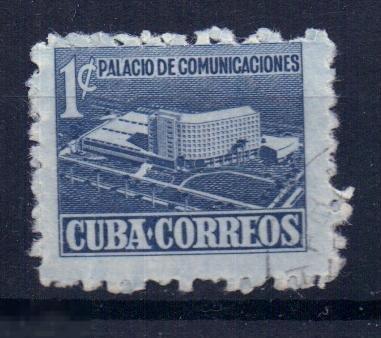 1¢ PALACIO DE COMUNICACIONES
CUBA·CORREOS